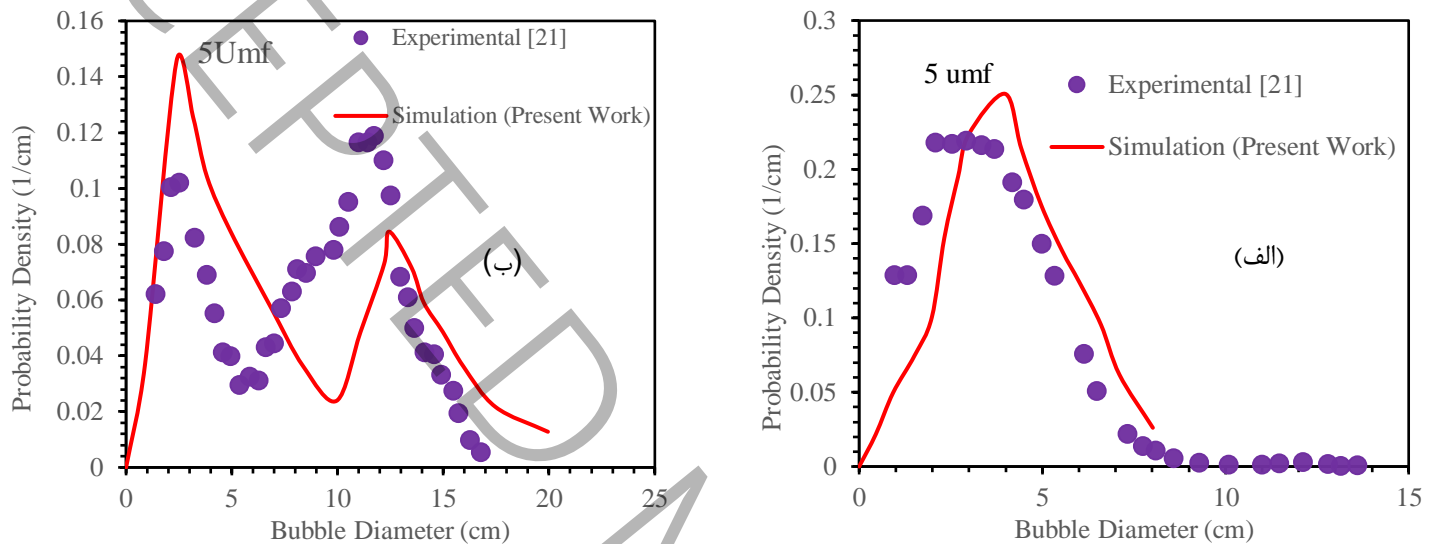 0.16
0.14
0.12
0.1
0.08
0.06
0.04
0.02
0
0
5
10
15
20
25
Probability Density (1/cm)
Bubble Diameter (cm)
5Umf
Experimental [21]
Simulation (Present Work)
(ب)
0.3
0.25
0.2
0.15
0.1
0.05
0
0
5
10
15
Probability Density (1/cm)
Bubble Diameter (cm)
5 umf
Experimental [21]
Simulation (Present Work)
(الف)
CEPTED M